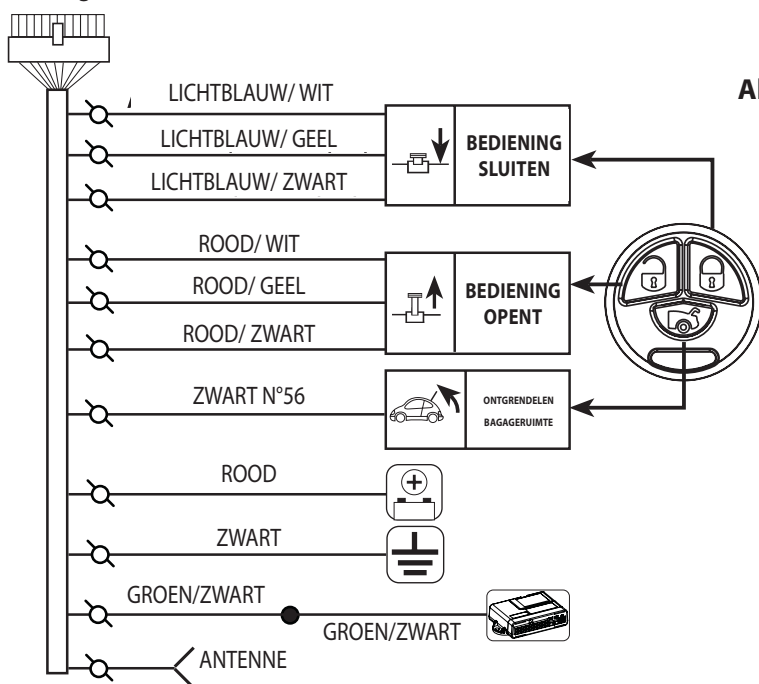 LICHTBLAUW/ WIT
LICHTBLAUW/ GEEL
LICHTBLAUW/ ZWART
BEDIENING
SLUITEN
ROOD/ WIT
ROOD/ GEEL
ROOD/ ZWART
BEDIENING
OPENT
ZWART N°56
ONTGRENDELEN
BAGAGERUIMTE
ROOD
ZWART
GROEN/ZWART
GROEN/ZWART
ANTENNE